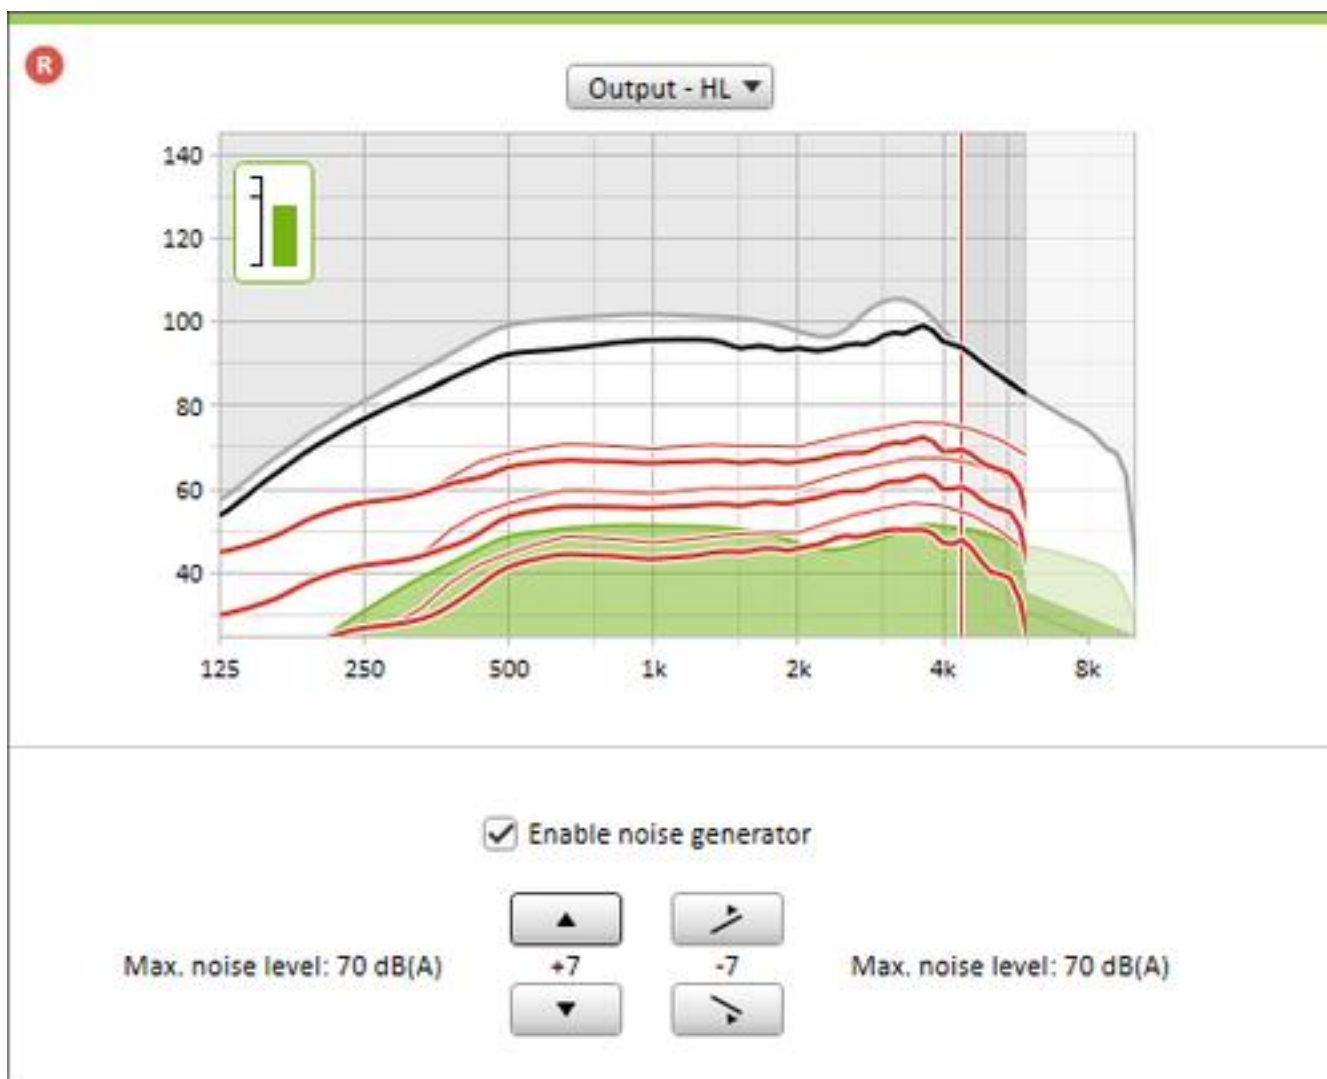 R
Output - HL
140
120
100
80
60
40
125 250 500 1k 2k 4k 8k
Enable noise generator
Max. noise level: 70 dB(A) +7 -7 Max. noise level: 70 dB(A)